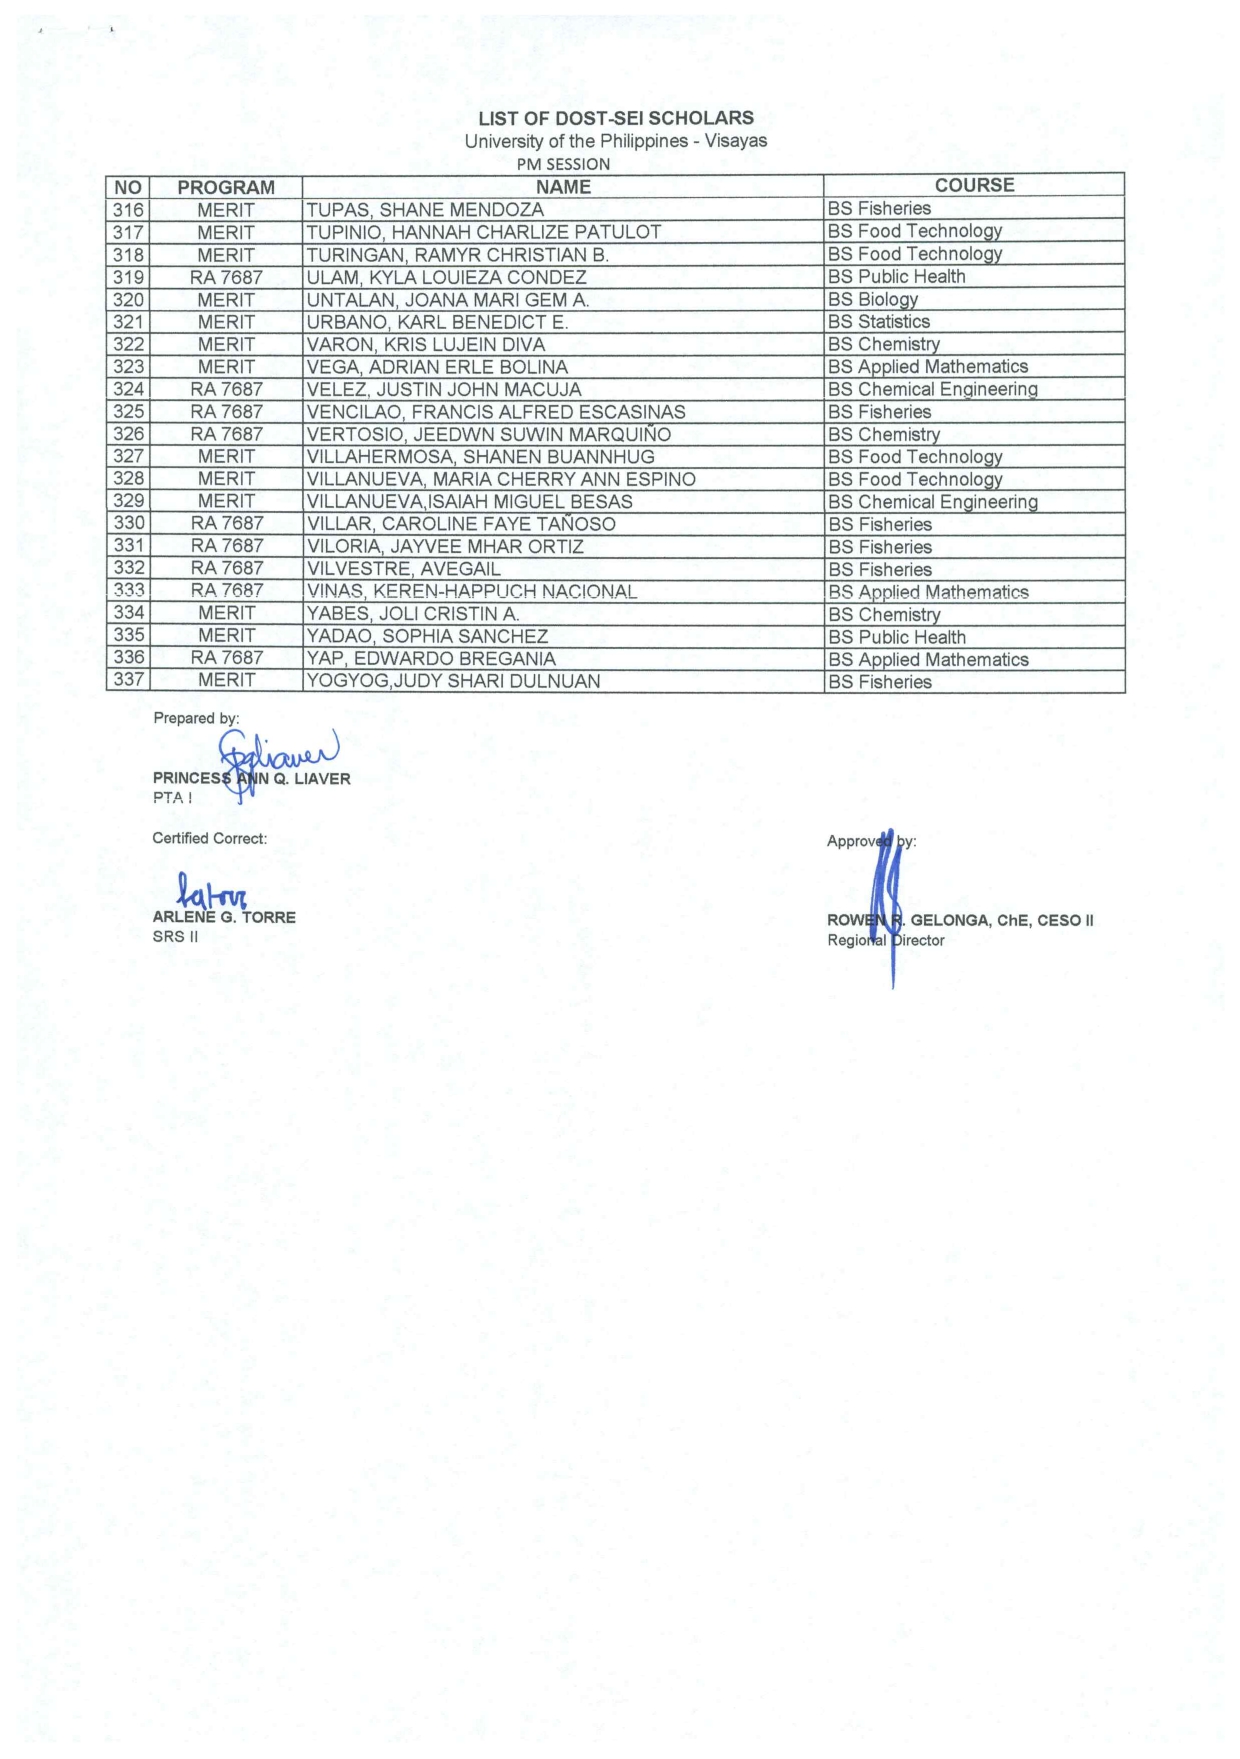 LIST OF DOST-SEI SCHOLARS
University of the Philippines - Visayas
PM SESSION
NO PROGRAM NAME COURSE
316 MERIT TUPAS, SHANE MENDOZA BS Fisheries
317 MERIT TUPINIO, HANNAH CHARLIZE PATULOT BS Food Technology
318 MERIT TURINGAN, RAMYR CHRISTIAN B. BS Food Technology
319 RA 7687 ULAM, KYLA LOUIEZA CONDEZ BS Public Health
320 MERIT UNTALAN, JOANA MARI GEM A. BS Biology
321 MERIT URBANO, KARL BENEDICT E. BS Statistics
322 MERIT VARON, KRIS LUJEIN DIVA BS Chemistry
323 MERIT VEGA, ADRIAN ERLE BOLINA BS Applied Mathematics
324 RA 7687 VELEZ, JUSTIN JOHN MACUJA BS Chemical Engineering
325 RA 7687 VENCILAO, FRANCIS ALFRED ESCASINAS BS Fisheries
326 RA 7687 VERTOSIO, JEEDWN SUWIN MARQUIÑO BS Chemistry
327 MERIT VILLAHERMOSA, SHANEN BUANNHUG BS Food Technology
328 MERIT VILLANUEVA, MARIA CHERRY ANN ESPINO BS Food Technology
329 MERIT VILLANUEVA,ISAIAH MIGUEL BESAS BS Chemical Engineering
330 RA 7687 VILLAR, CAROLINE FAYE TAÑOSO BS Fisheries
331 RA 7687 VILORIA, JAYVEE MHAR ORTIZ BS Fisheries
332 RA 7687 VILVESTRE, AVEGAIL BS Fisheries
333 RA 7687 VINAS, KEREN-HAPPUCH NACIONAL BS Applied Mathematics
334 MERIT YABES, JOLI CRISTIN A. BS Chemistry
335 MERIT YADAO, SOPHIA SANCHEZ BS Public Health
336 RA 7687 YAP, EDWARDO BREGANIA BS Applied Mathematics
337 MERIT YOGYOG,JUDY SHARI DULNUAN BS Fisheries
Prepared by:
PRINCESS ANN Q. LIAVER
PTA I
Certified Correct:
Approved by:
ARLENE G. TORRE
ROWEN R. GELONGA, ChE, CESO II
SRS II
Regional Director